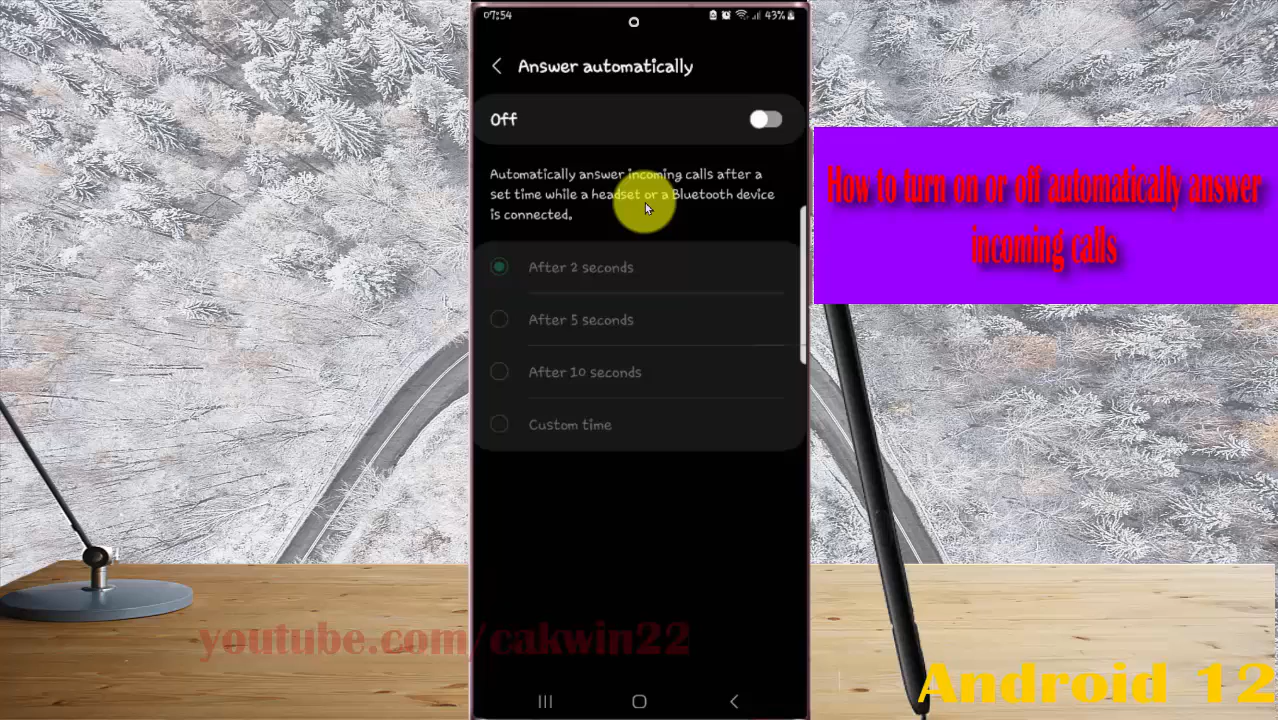 07:54
43%
Answer automatically
Off
Automatically answer incoming calls after a
set time while a headset or a Bluetooth device
is connected.
After 2 seconds
After 5 seconds
After 10 seconds
Custom time
How to turn on or off automatically answer
incoming calls
youtube.com/cakwin22
Android 12